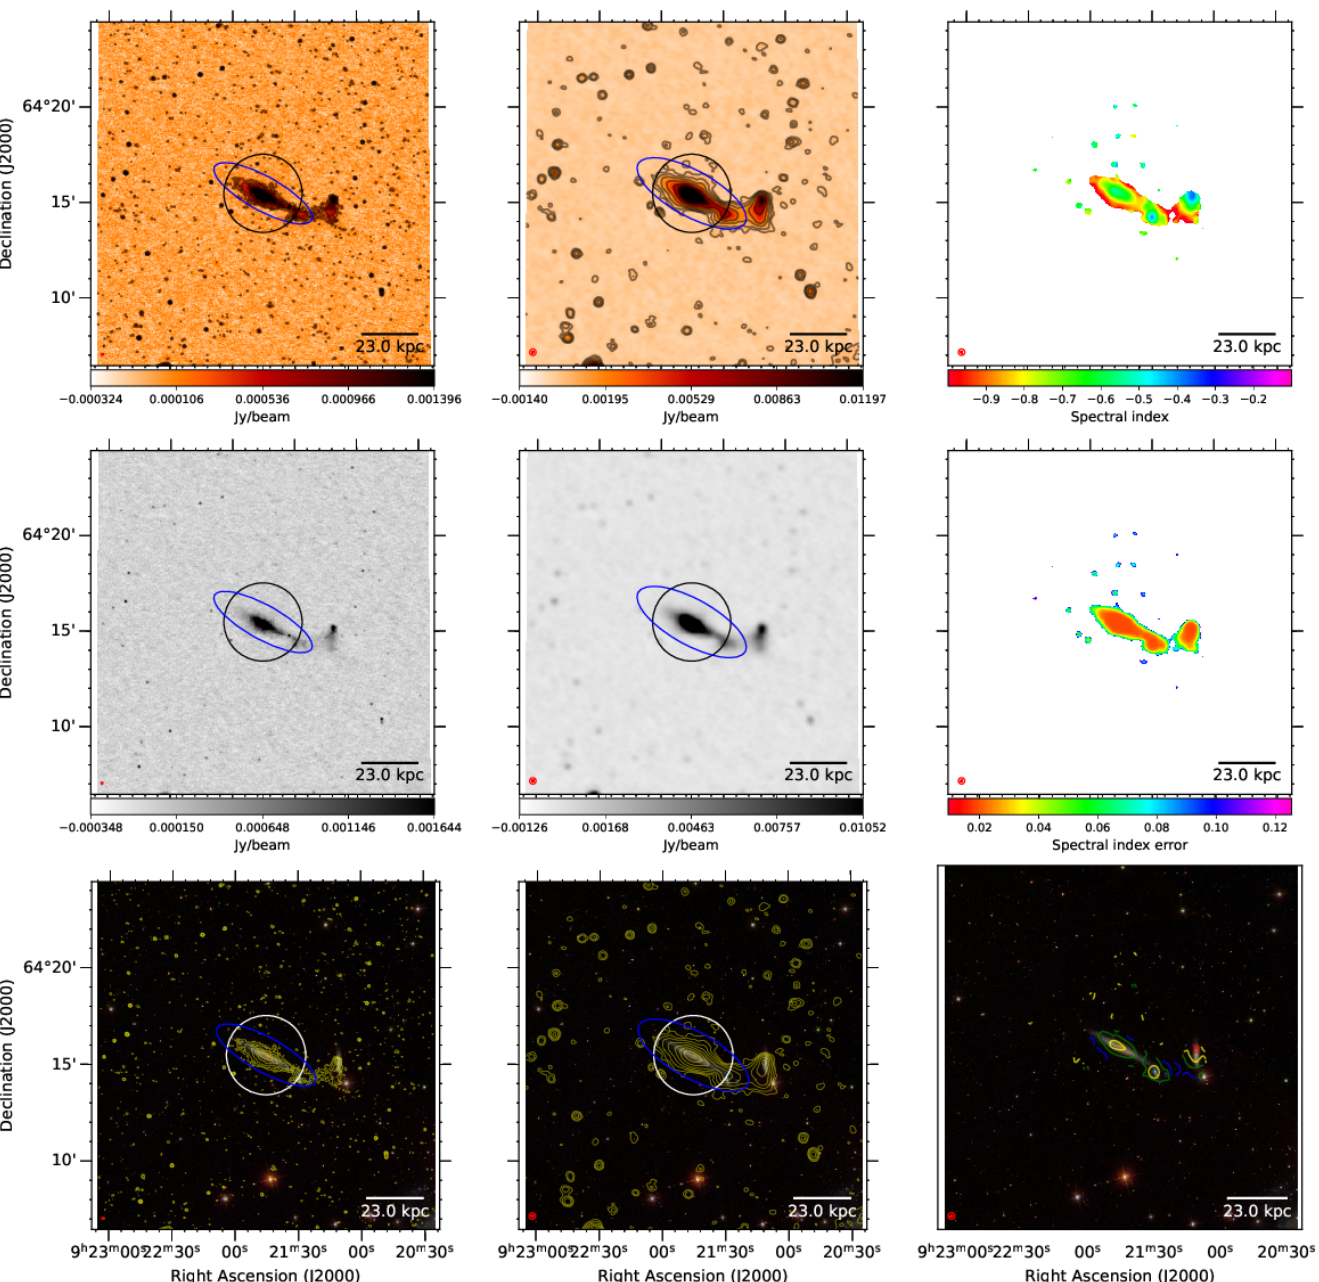 Declination (J2000)
64°20'
15'
10'
23.0 kpc
23.0 kpc
23.0 kpc
−0.000324 0.000106 0.000536 0.000966 0.001396
Jy/beam
−0.00140 0.00195 0.00529 0.00863 0.01197
Jy/beam
−0.9 −0.8 −0.7 −0.6 −0.5 −0.4 −0.3 −0.2
Spectral index
Declination (J2000)
64°20'
15'
10'
23.0 kpc
23.0 kpc
23.0 kpc
−0.000348 0.000150 0.000648 0.001146 0.001644
Jy/beam
−0.00126 0.00168 0.00463 0.00757 0.01052
Jy/beam
0.02 0.04 0.06 0.08 0.10 0.12
Spectral index error
Declination (J2000)
64°20'
15'
10'
23.0 kpc
23.0 kpc
23.0 kpc
9h23m00s 22m30s 00s 21m30s 00s 20m30s
Right Ascension (J2000)
9h23m00s 22m30s 00s 21m30s 00s 20m30s
Right Ascension (J2000)
9h23m00s 22m30s 00s 21m30s 00s 20m30s
Right Ascension (J2000)